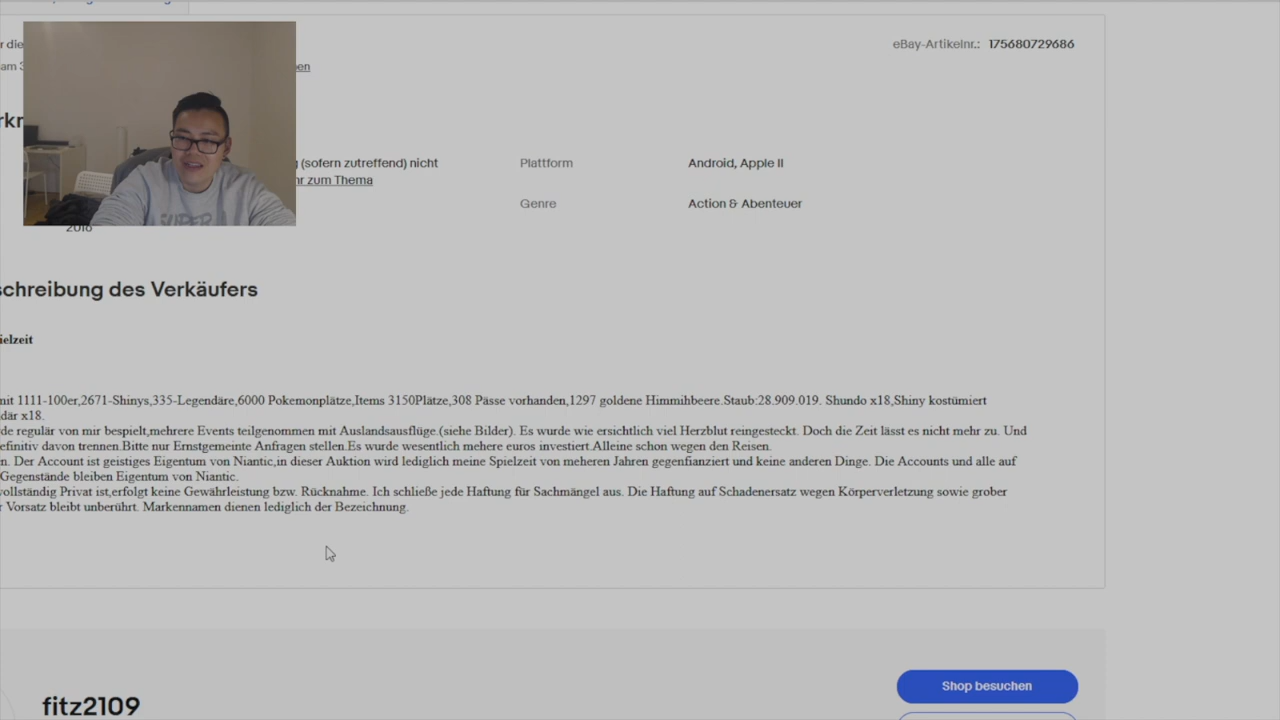 r die
eBay-Artikelnr.: 175680729686
am 3
en
rkr
(sofern zutreffend) nicht
Plattform
Android, Apple II
hr zum Thema
Genre
Action & Abenteuer
2016
schreibung des Verkäufers
ielzeit
mit 1111-100er,2671-Shinys,335-Legendäre,6000 Pokemonplätze,Items 3150Plätze,308 Pässe vorhanden,1297 goldene Himmihbeere.Staub:28.909.019. Shundo x18,Shiny kostümiert
där x18.
de regulär von mir bespielt,mehrere Events teilgenommen mit Auslandsausflüge.(siehe Bilder). Es wurde wie ersichtlich viel Herzblut reingesteckt. Doch die Zeit lässt es nicht mehr zu. Und
efinitiv davon trennen.Bitte nur Ernstgemeinte Anfragen stellen.Es wurde wesentlich mehere euros investiert.Alleine schon wegen den Reisen.
n. Der Account ist geistiges Eigentum von Niantic,in dieser Auktion wird lediglich meine Spielzeit von meheren Jahren gegenfianziert und keine anderen Dinge. Die Accounts und alle auf
Gegenstände bleiben Eigentum von Niantic.
vollständig Privat ist,erfolgt keine Gewährleistung bzw. Rücknahme. Ich schließe jede Haftung für Sachmängel aus. Die Haftung auf Schadenersatz wegen Körperverletzung sowie grober
r Vorsatz bleibt unberührt. Markennamen dienen lediglich der Bezeichnung.
fitz2109
Shop besuchen